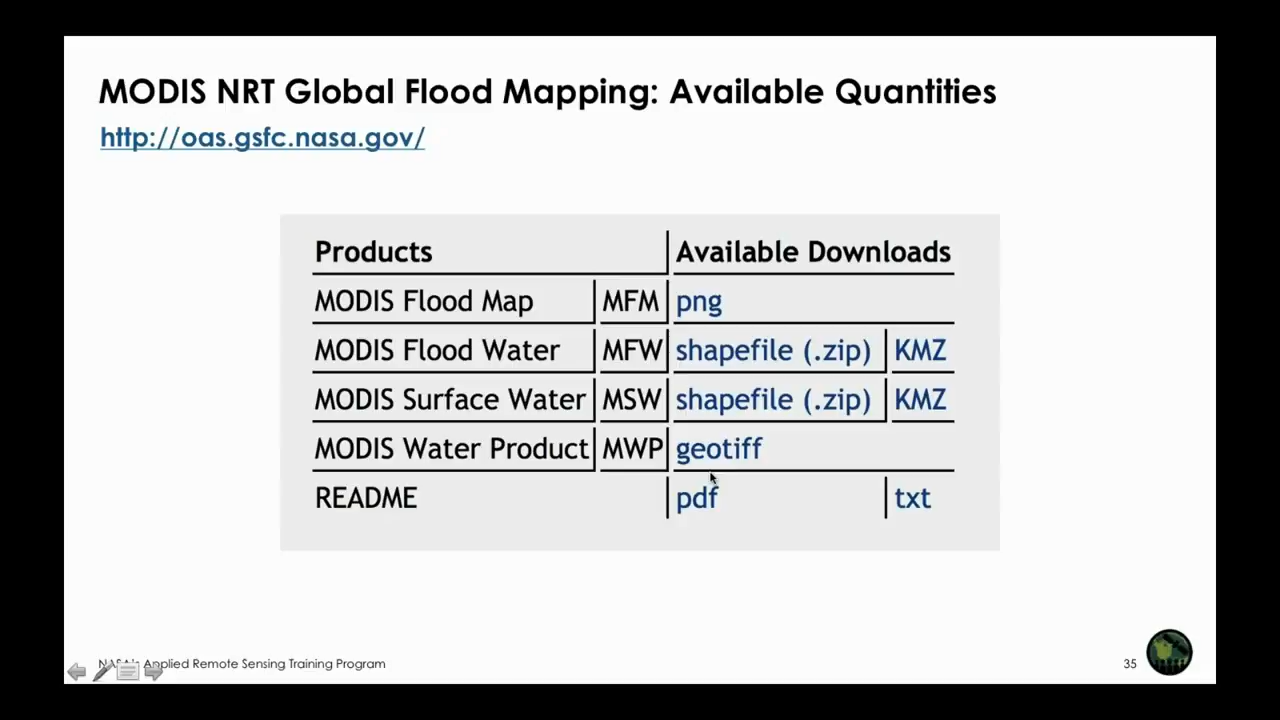 MODIS NRT Global Flood Mapping: Available Quantities
http://oas.gsfc.nasa.gov/
Products Available Downloads
MODIS Flood Map MFM png
MODIS Flood Water MFW shapefile (.zip) KMZ
MODIS Surface Water MSW shapefile (.zip) KMZ
MODIS Water Product MWP geotiff
README pdf txt
NASA's Applied Remote Sensing Training Program 35